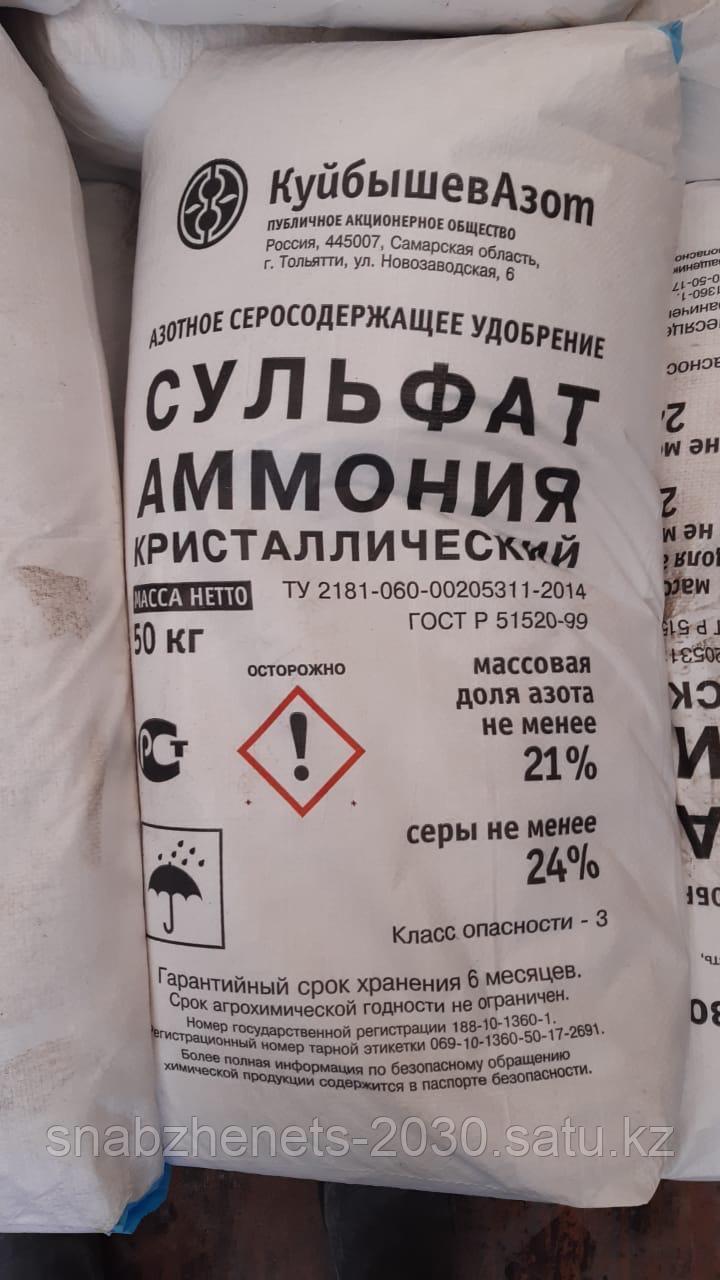 КуйбышевАзот
ПУБЛИЧНОЕ АКЦИОНЕРНОЕ ОБЩЕСТВО
Россия, 445007, Самарская область,
г. Тольятти, ул. Новозаводская, 6
АЗОТНОЕ СЕРОСОДЕРЖАЩЕЕ УДОБРЕНИЕ
СУЛЬФАТ
АММОНИЯ
КРИСТАЛЛИЧЕСКИЙ
МАССА НЕТТО
50 кг
ТУ 2181-060-00205311-2014
ГОСТ Р 51520-99
ОСТОРОЖНО
массовая
доля азота
не менее
21%
РСТ
серы не менее
24%
Класс опасности - 3
Гарантийный срок хранения 6 месяцев.
Срок агрохимической годности не ограничен.
Номер государственной регистрации 188-10-1360-1.
Регистрационный номер тарной этикетки 069-10-1360-50-17-2691.
Более полная информация по безопасному обращению
химической продукции содержится в паспорте безопасности.
snabzhenets-2030.satu.kz